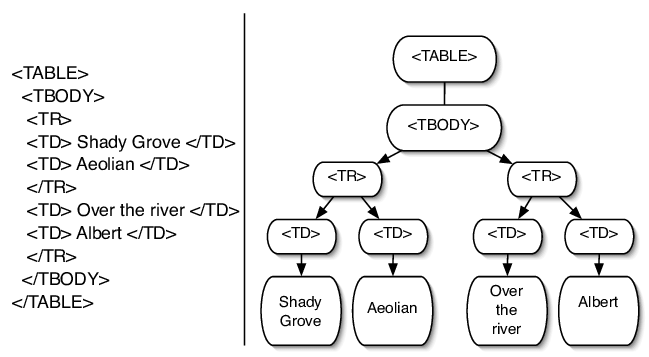 <TABLE>
<TBODY>
<TR>
<TD> Shady Grove </TD>
<TD> Aeolian </TD>
</TR>
<TD> Over the river </TD>
<TD> Albert </TD>
</TR>
</TBODY>
</TABLE>
<TABLE>
<TBODY>
<TR> <TR>
<TD> <TD> <TD> <TD>
Shady
Grove
Aeolian
Over
the
river
Albert